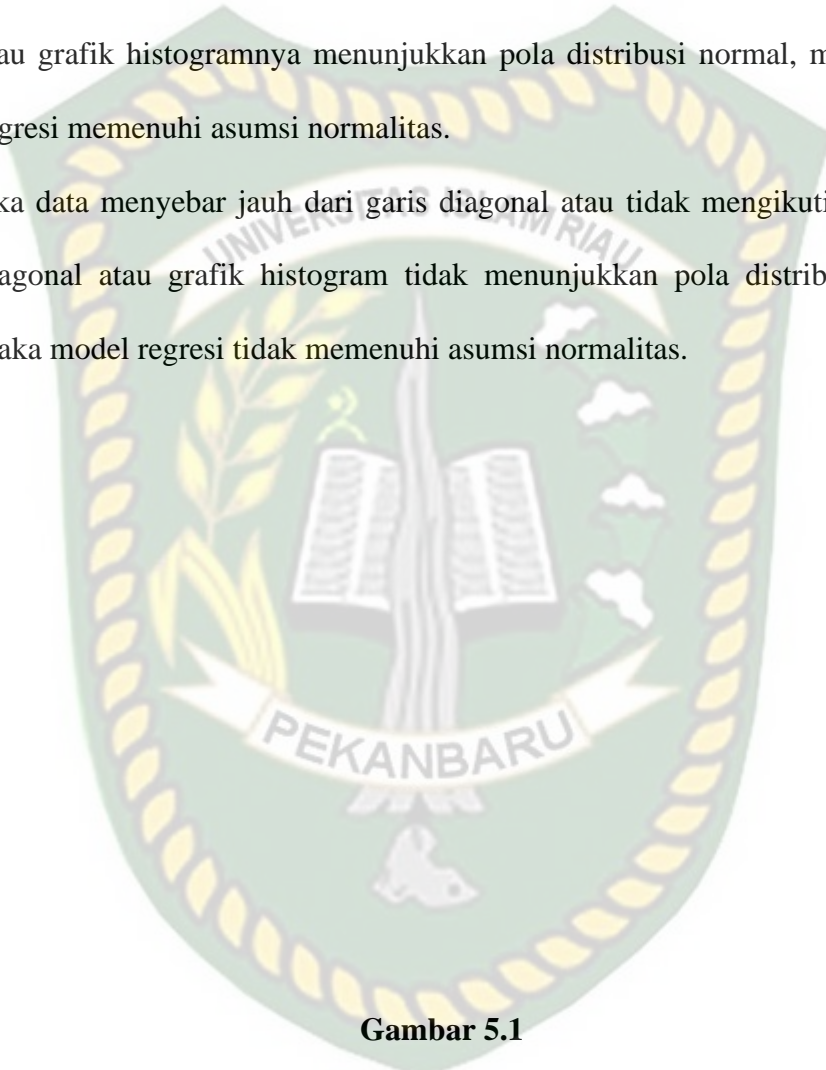 au grafik histogramnya menunjukkan pola distribusi normal, m
gresi memenuhi asumsi normalitas.
ka data menyebar jauh dari garis diagonal atau tidak mengikuti
UNIVERSITAS ISLAM RIAU
agonal atau grafik histogram tidak menunjukkan pola distrib
aka model regresi tidak memenuhi asumsi normalitas.
PEKANBARU
Gambar 5.1